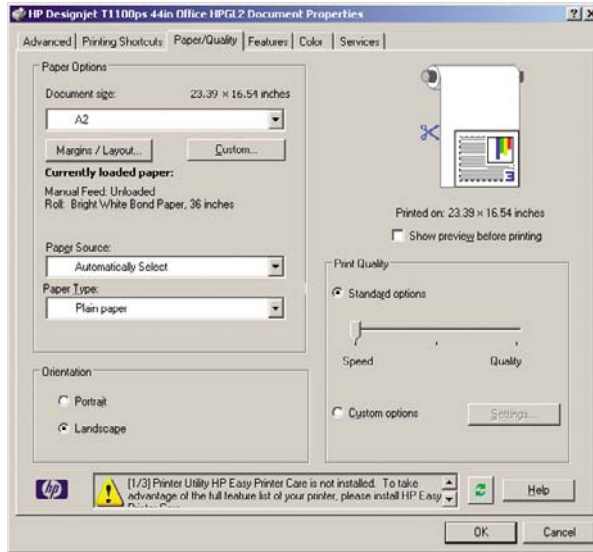 HP Designjet T1100ps 44in Office HPGL2 Document Properties
Advanced Printing Shortcuts Paper/Quality Features Color Services
Paper Options
Document size: 23.39 × 16.54 inches
A2
Margins / Layout... Custom...
Currently loaded paper:
Manual Feed: Unloaded
Roll: Bright White Bond Paper, 36 inches
Paper Source:
Automatically Select
Paper Type:
Plain paper
Orientation
Portrait
Landscape
3
Printed on: 23.39 × 16.54 inches
Show preview before printing
Print Quality
Standard options
Speed Quality
Custom options Settings...
hp
[1/3] Printer Utility HP Easy Printer Care is not installed. To take
advantage of the full feature list of your printer, please install HP Easy
Help
OK Cancel